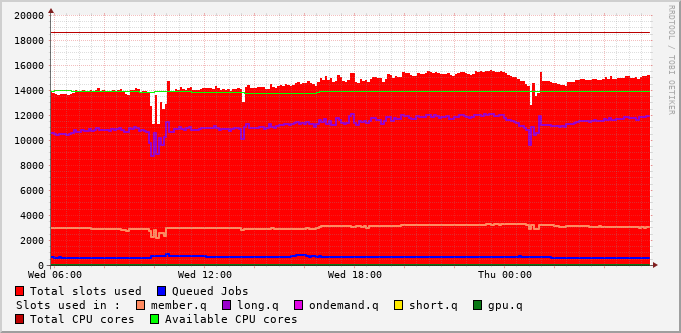 20000
18000
16000
14000
12000
10000
8000
6000
4000
2000
0
Wed 06:00 Wed 12:00 Wed 18:00 Thu 00:00
RRDTOOL / TOBI OETIKER
Total slots used Queued Jobs
Slots used in : member.q long.q ondemand.q short.q gpu.q
Total CPU cores Available CPU cores